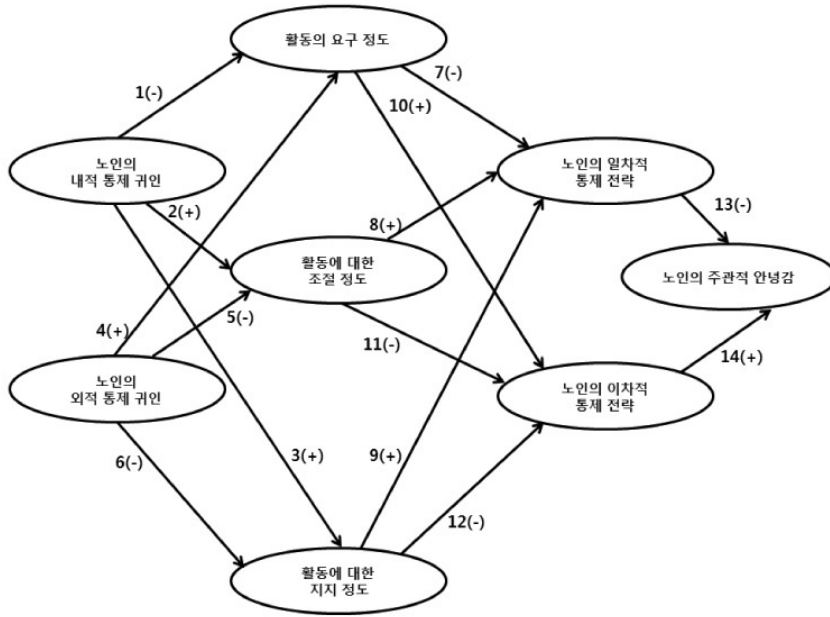 활동의 요구 정도
7(-)
1(-)
10(+)
노인의
내적 통제 귀인
노인의 일차적
통제 전략
2(+)
8(+)
13(-)
활동에 대한
조절 정도
노인의 주관적 안녕감
4(+)
5(-)
11(-)
14(+)
노인의
외적 통제 귀인
노인의 이차적
통제 전략
6(-)
3(+)
9(+)
12(-)
활동에 대한
지지 정도